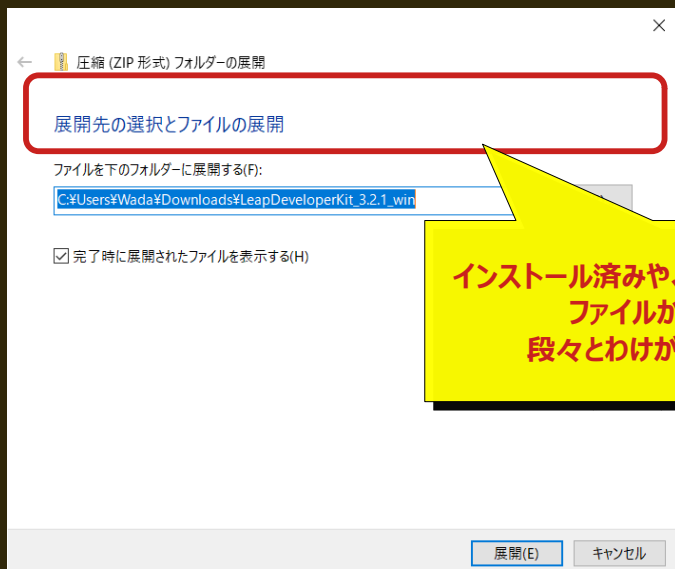 圧縮 (ZIP 形式) フォルダーの展開
展開先の選択とファイルの展開
ファイルを下のフォルダーに展開する(F):
C:¥Users¥Wada¥Downloads¥LeapDeveloperKit_3.2.1_win
完了時に展開されたファイルを表示する(H)
インストール済みや、
ファイルが
段々とわけが
展開(E)
キャンセル